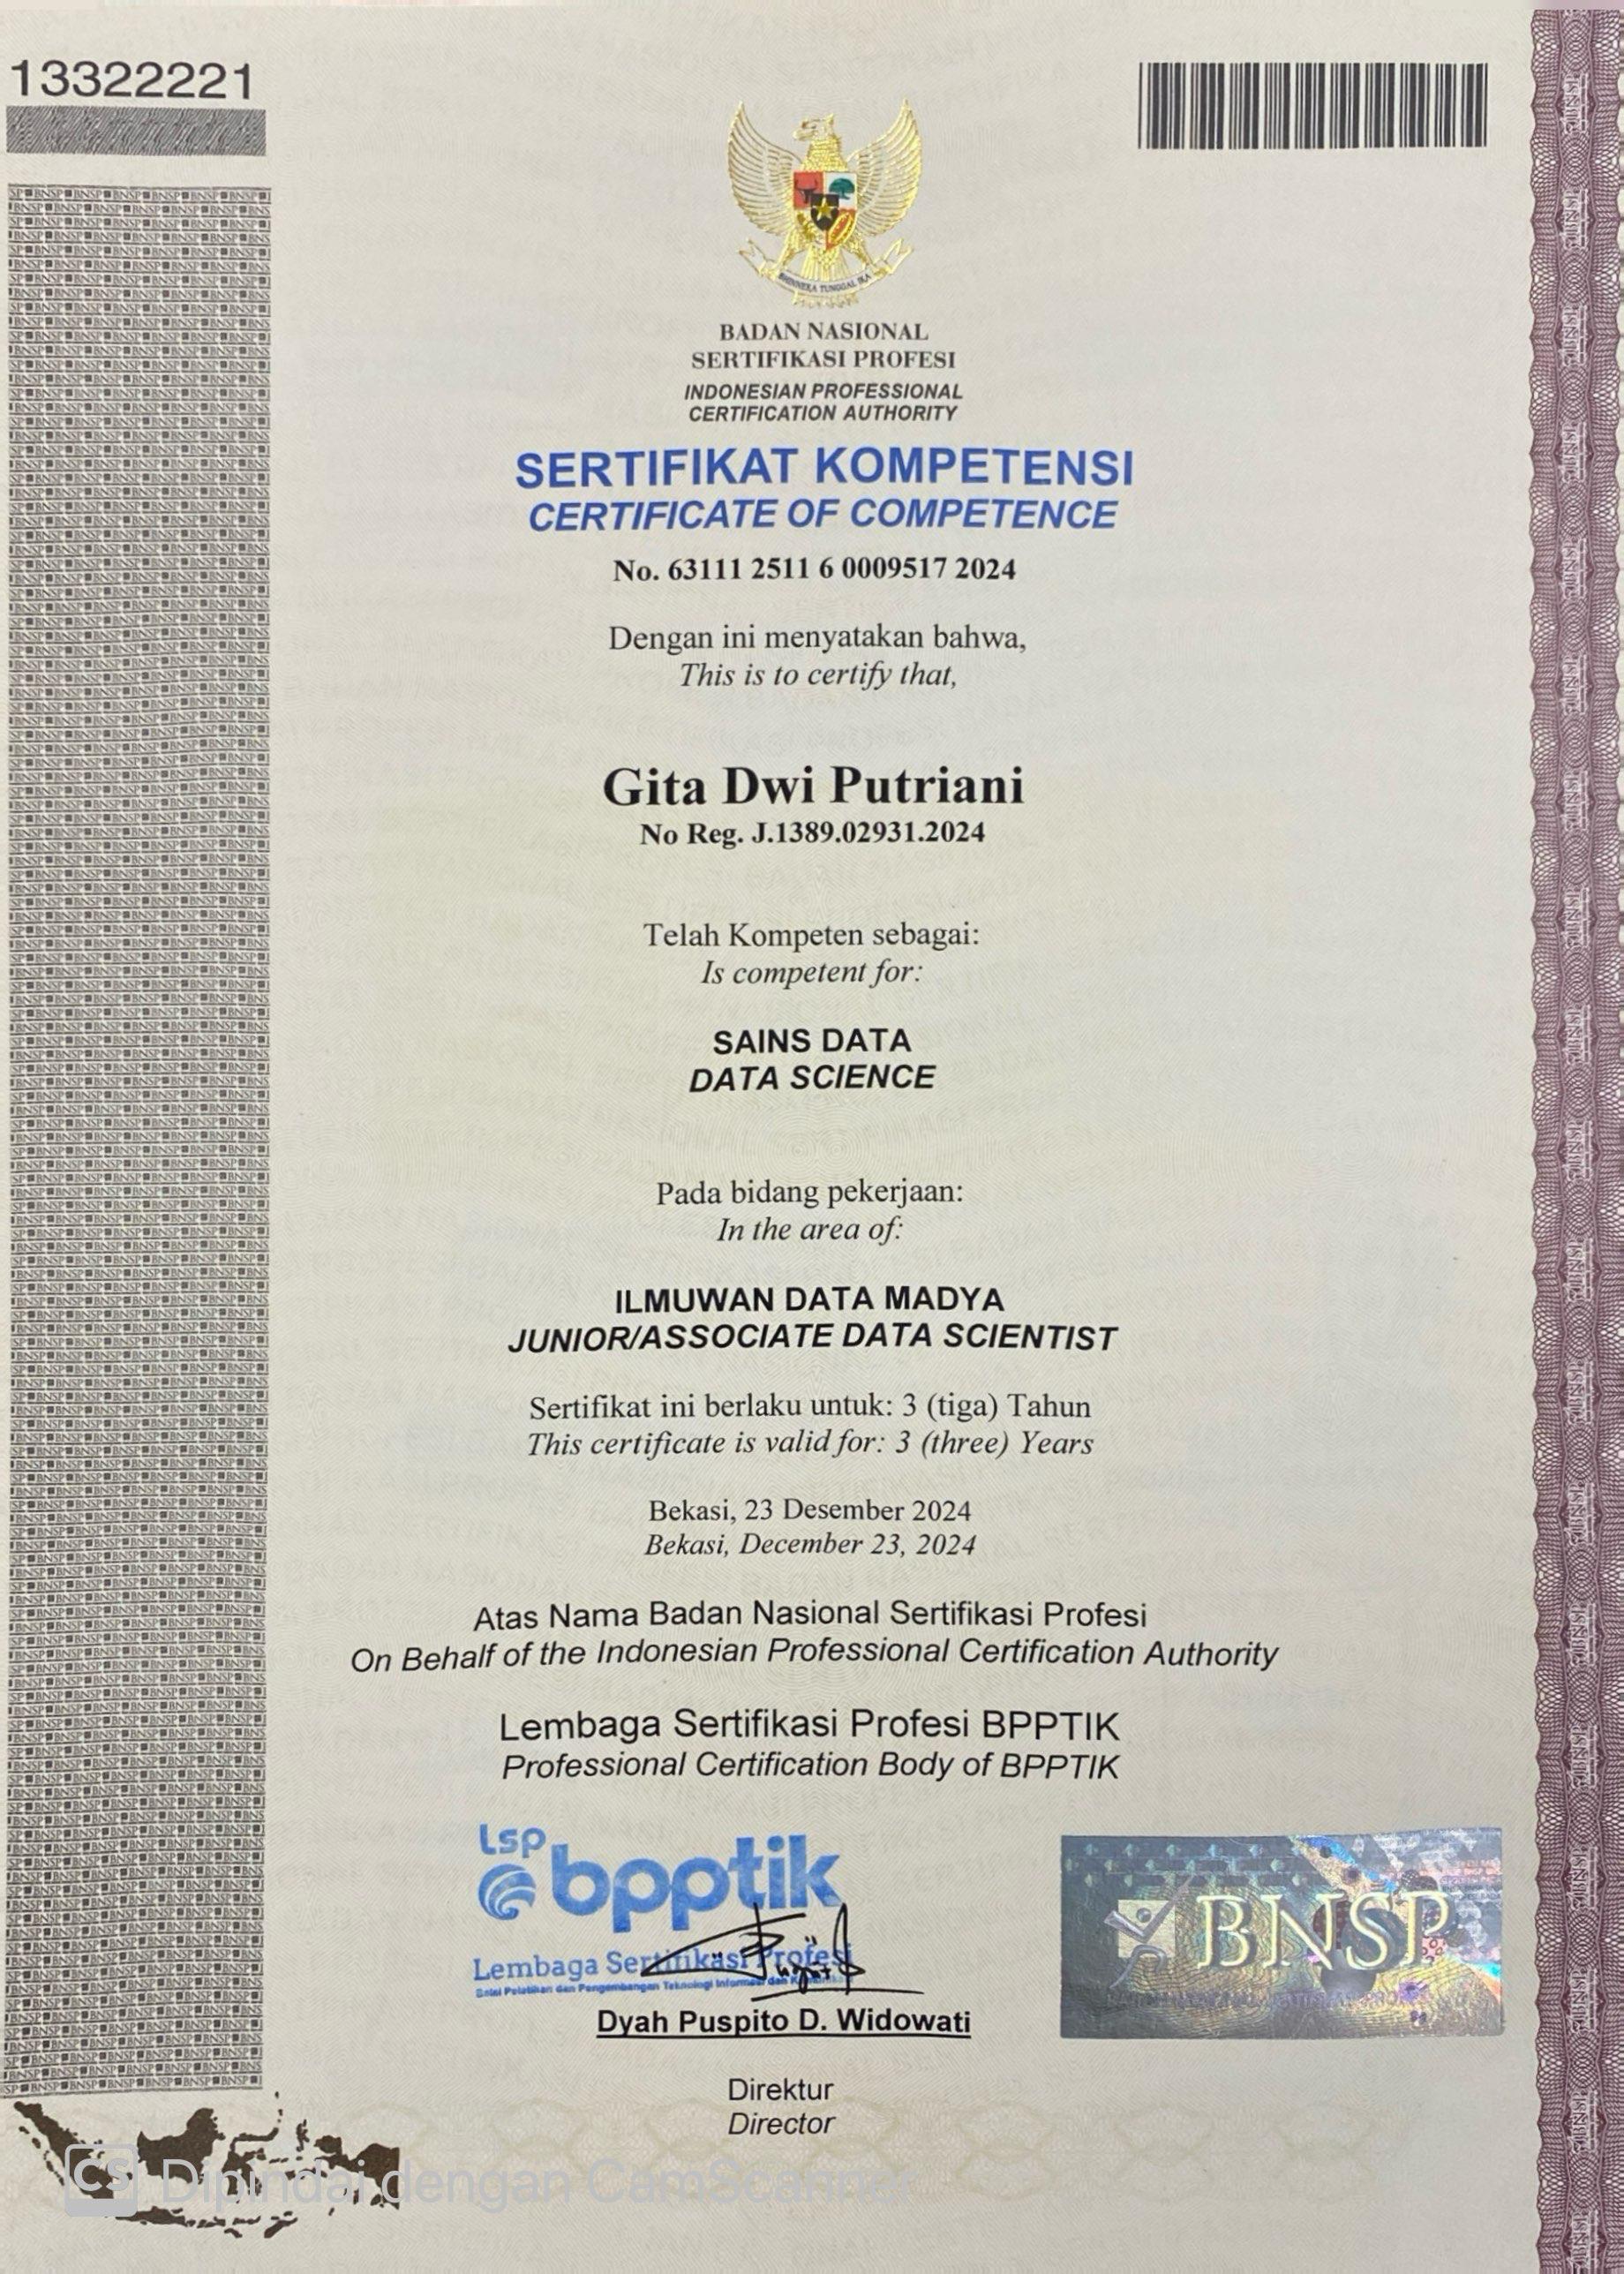 13322221
BHINNEKA TUNGGAL IKA
BADAN NASIONAL
SERTIFIKASI PROFESI
INDONESIAN PROFESSIONAL
CERTIFICATION AUTHORITY
SERTIFIKAT KOMPETENSI
CERTIFICATE OF COMPETENCE
No. 63111 2511 6 0009517 2024
Dengan ini menyatakan bahwa,
This is to certify that,
Gita Dwi Putriani
No Reg. J.1389.02931.2024
Telah Kompeten sebagai:
Is competent for:
SAINS DATA
DATA SCIENCE
Pada bidang pekerjaan:
In the area of:
ILMUWAN DATA MADYA
JUNIOR/ASSOCIATE DATA SCIENTIST
Sertifikat ini berlaku untuk: 3 (tiga) Tahun
This certificate is valid for: 3 (three) Years
Bekasi, 23 Desember 2024
Bekasi, December 23, 2024
Atas Nama Badan Nasional Sertifikasi Profesi
On Behalf of the Indonesian Professional Certification Authority
Lembaga Sertifikasi Profesi BPPTIK
Professional Certification Body of BPPTIK
Lsp
bpptik
Lembaga Sertifikasi Profesi
Balai Pelatihan dan Pengembangan Teknologi Informasi dan Komunikasi
BNSP
Dyah Puspito D. Widowati
Direktur
Director
CS Dipindai dengan CamScanner